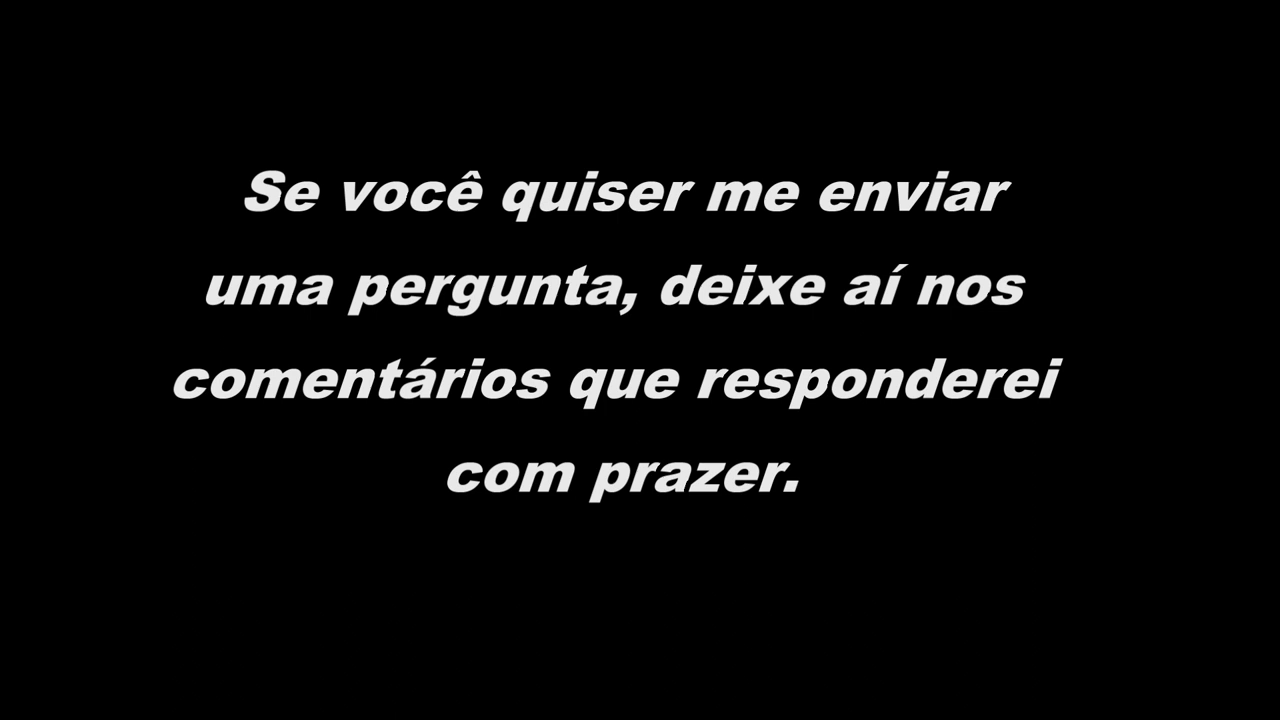 Se você quiser me enviar
uma pergunta, deixe aí nos
comentários que responderei
com prazer.